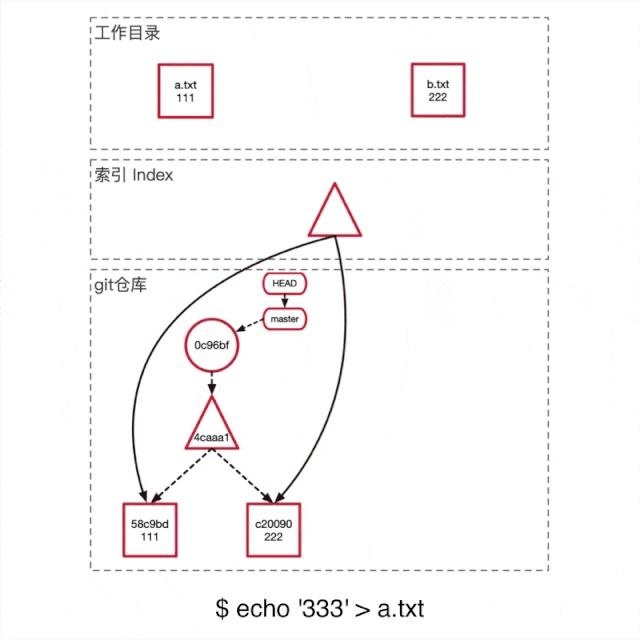 工作目录
a.txt
111
b.txt
222
索引 Index
git仓库
HEAD
master
0c96bf
4caaa1
58c9bd
111
c20090
222
$ echo '333' > a.txt